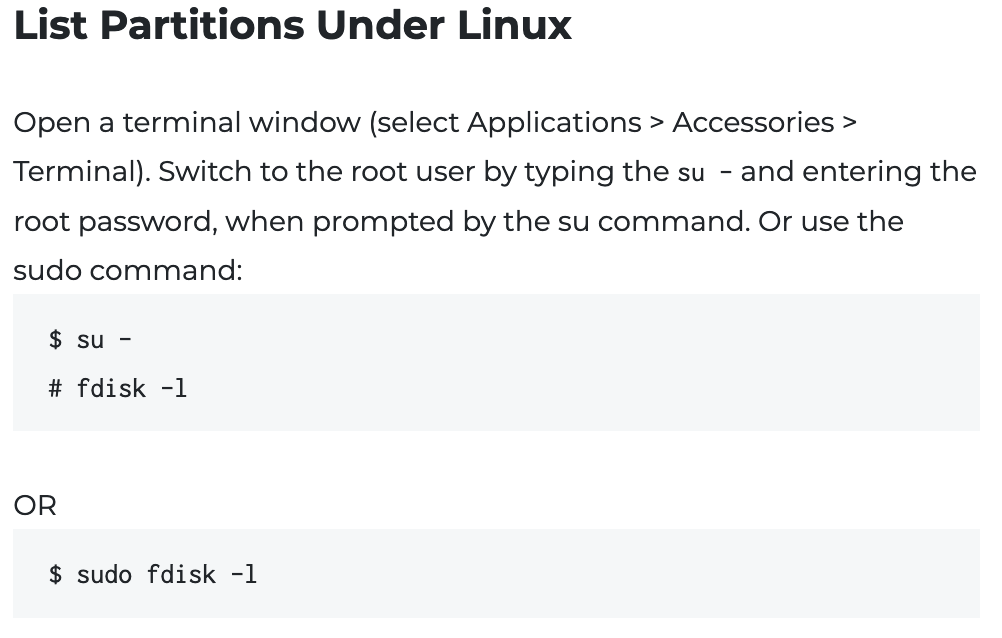 List Partitions Under Linux
Open a terminal window (select Applications > Accessories >
Terminal). Switch to the root user by typing the su - and entering the
root password, when prompted by the su command. Or use the
sudo command:
$ su -
# fdisk -l
OR
$ sudo fdisk -l